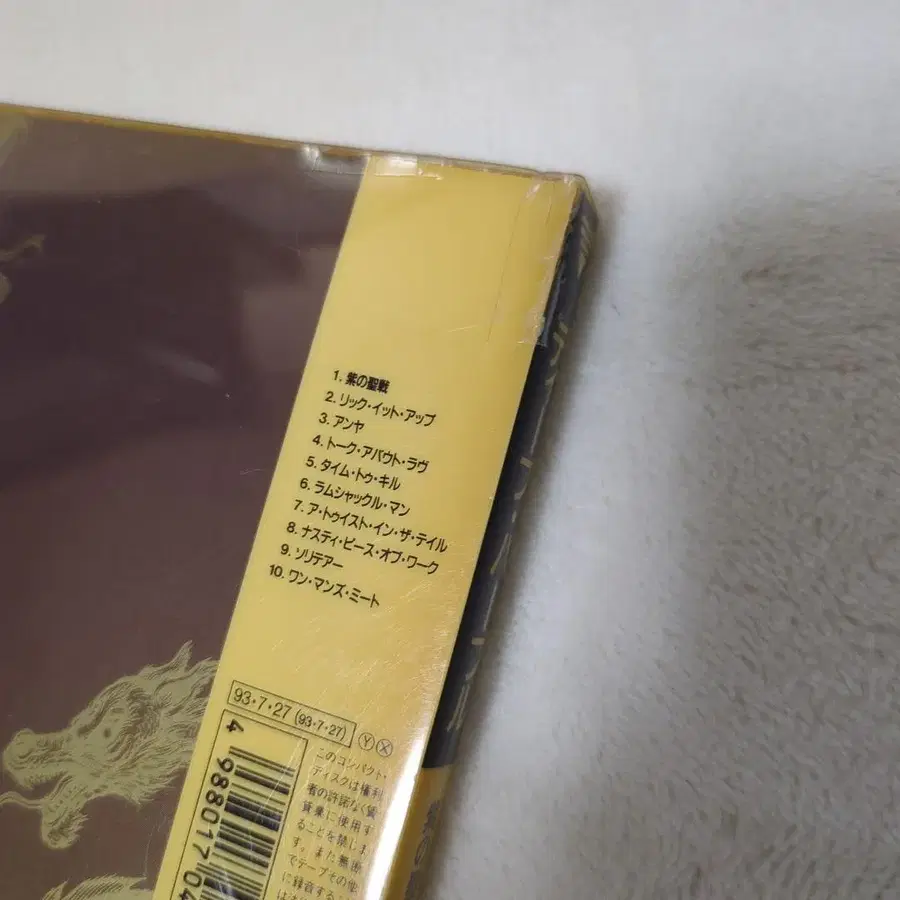 1. 紫の聖戦
2. リック・イット・アップ
3. アンヤ
4. トーク・アバウト・ラヴ
5. タイム・トゥ・キル
6. ラムシャックル・マン
7. ア・トゥイスト・イン・ザ・テイル
8. ナスティ・ピース・オブ・ワーク
9. ソリテアー
10. ワン・マンズ・ミート
93・7・27 (93・7・27) Ⓨ Ⓧ
4 988017 04
このコンパクト・
ディスクは権利
者の許諾なく賃
貸業に使用す
ることを禁じま
す。また無断
でテープその他
に録音する